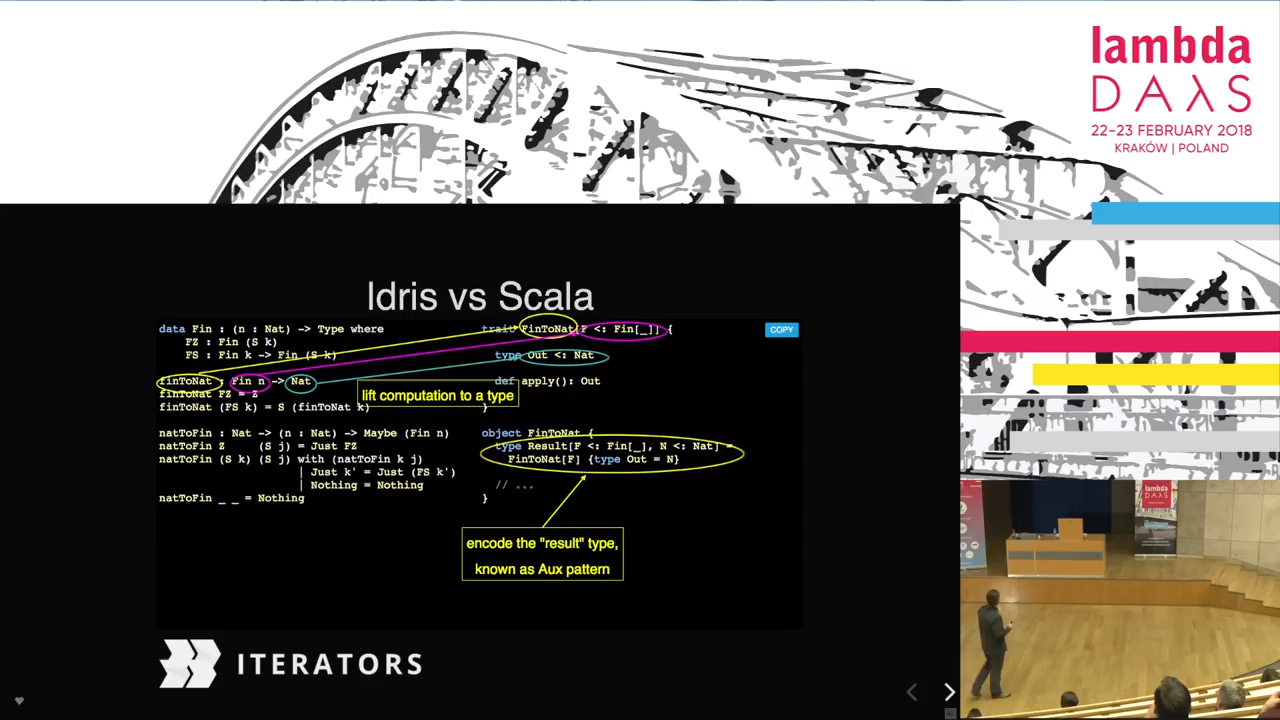 lambda
DAλS
22-23 FEBRUARY 2018
KRAKÓW | POLAND
Idris vs Scala
data Fin : (n : Nat) -> Type where
FZ : Fin (S k)
FS : Fin k -> Fin (S k)
finToNat : Fin n -> Nat
finToNat FZ = Z
finToNat (FS k) = S (finToNat k)
natToFin : Nat -> (n : Nat) -> Maybe (Fin n)
natToFin Z (S j) = Just FZ
natToFin (S k) (S j) with (natToFin k j)
| Just k' = Just (FS k')
| Nothing = Nothing
natToFin _ _ = Nothing
trait FinToNat[F <: Fin[_]] {
type Out <: Nat
def apply(): Out
}
object FinToNat {
type Result[F <: Fin[_], N <: Nat] =
FinToNat[F] {type Out = N}
// ...
}
COPY
lift computation to a type
encode the "result" type,
known as Aux pattern
ITERATORS
lambda
DAλS